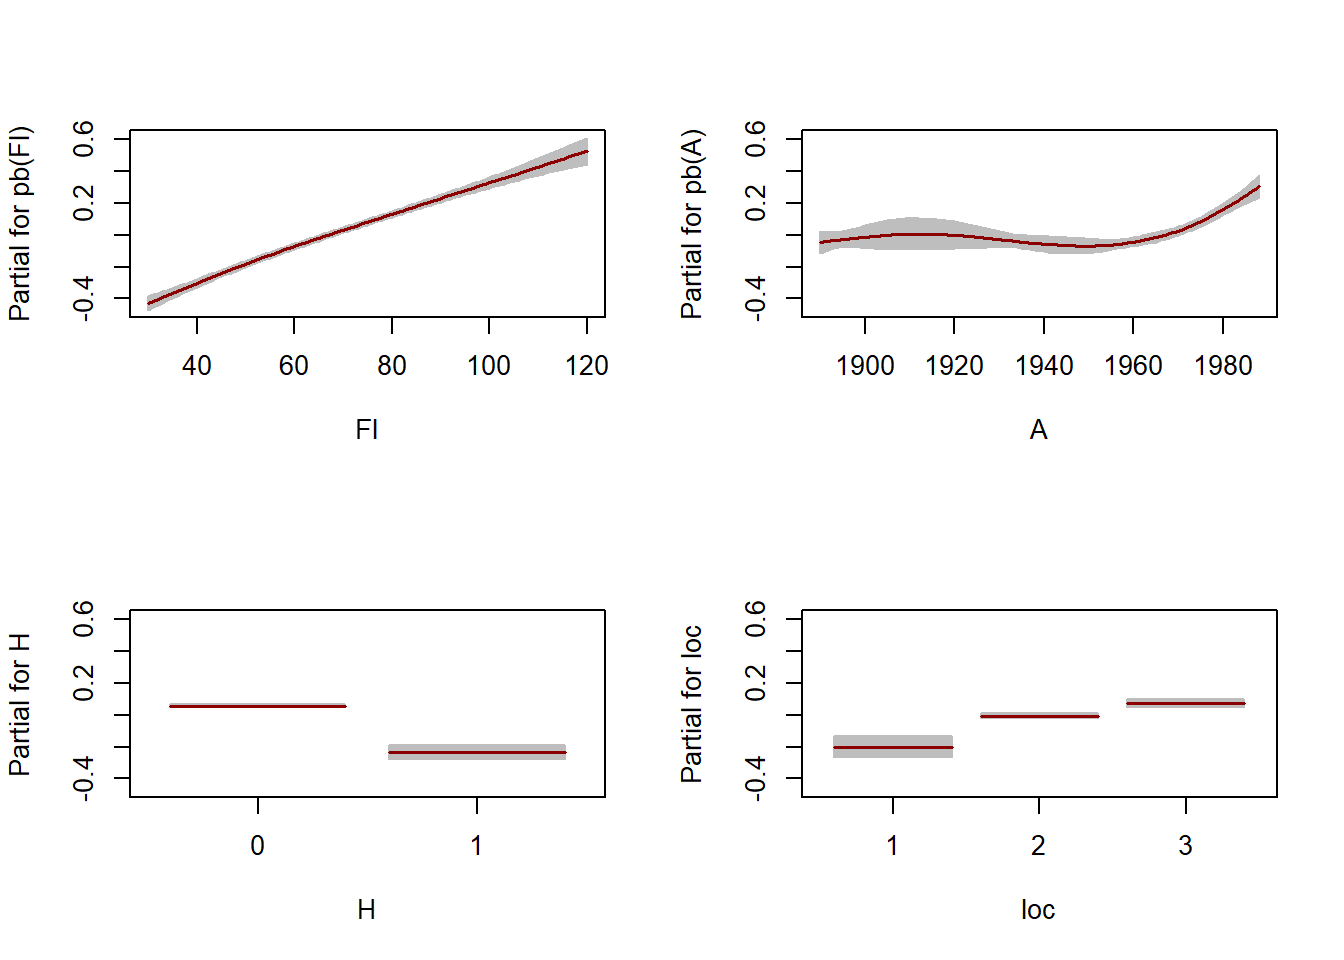 Partial for pb(Fl)
-0.4 0.2 0.6
40 60 80 100 120
Fl
Partial for pb(A)
-0.4 0.2 0.6
1900 1920 1940 1960 1980
A
Partial for H
-0.4 0.2 0.6
0 1
H
Partial for loc
-0.4 0.2 0.6
1 2 3
loc